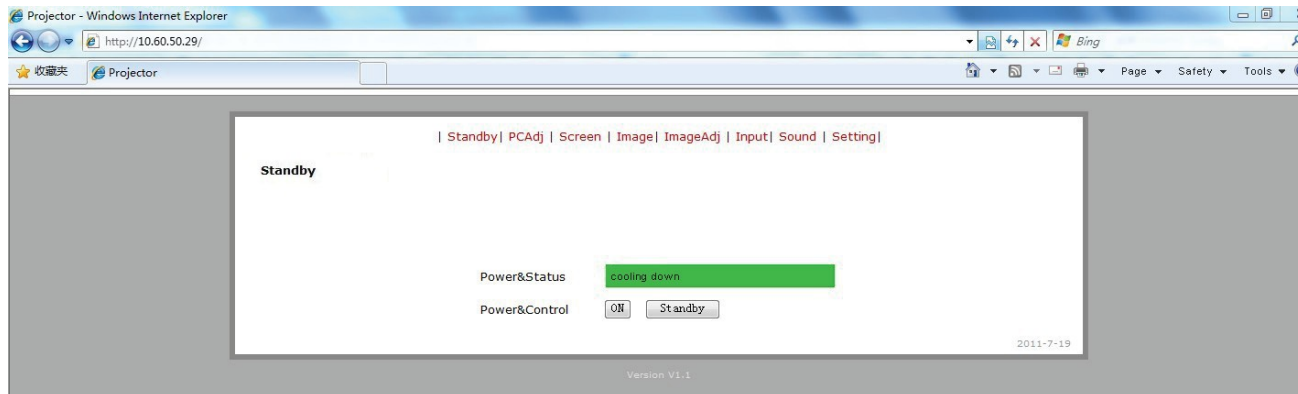 Projector - Windows Internet Explorer
http://10.60.50.29/
Bing
收藏夹 Projector
Page Safety Tools
| Standby| PCAdj | Screen | Image| ImageAdj | Input| Sound | Setting|
Standby
Power&Status cooling down
Power&Control ON Standby
2011-7-19
Version V1.1